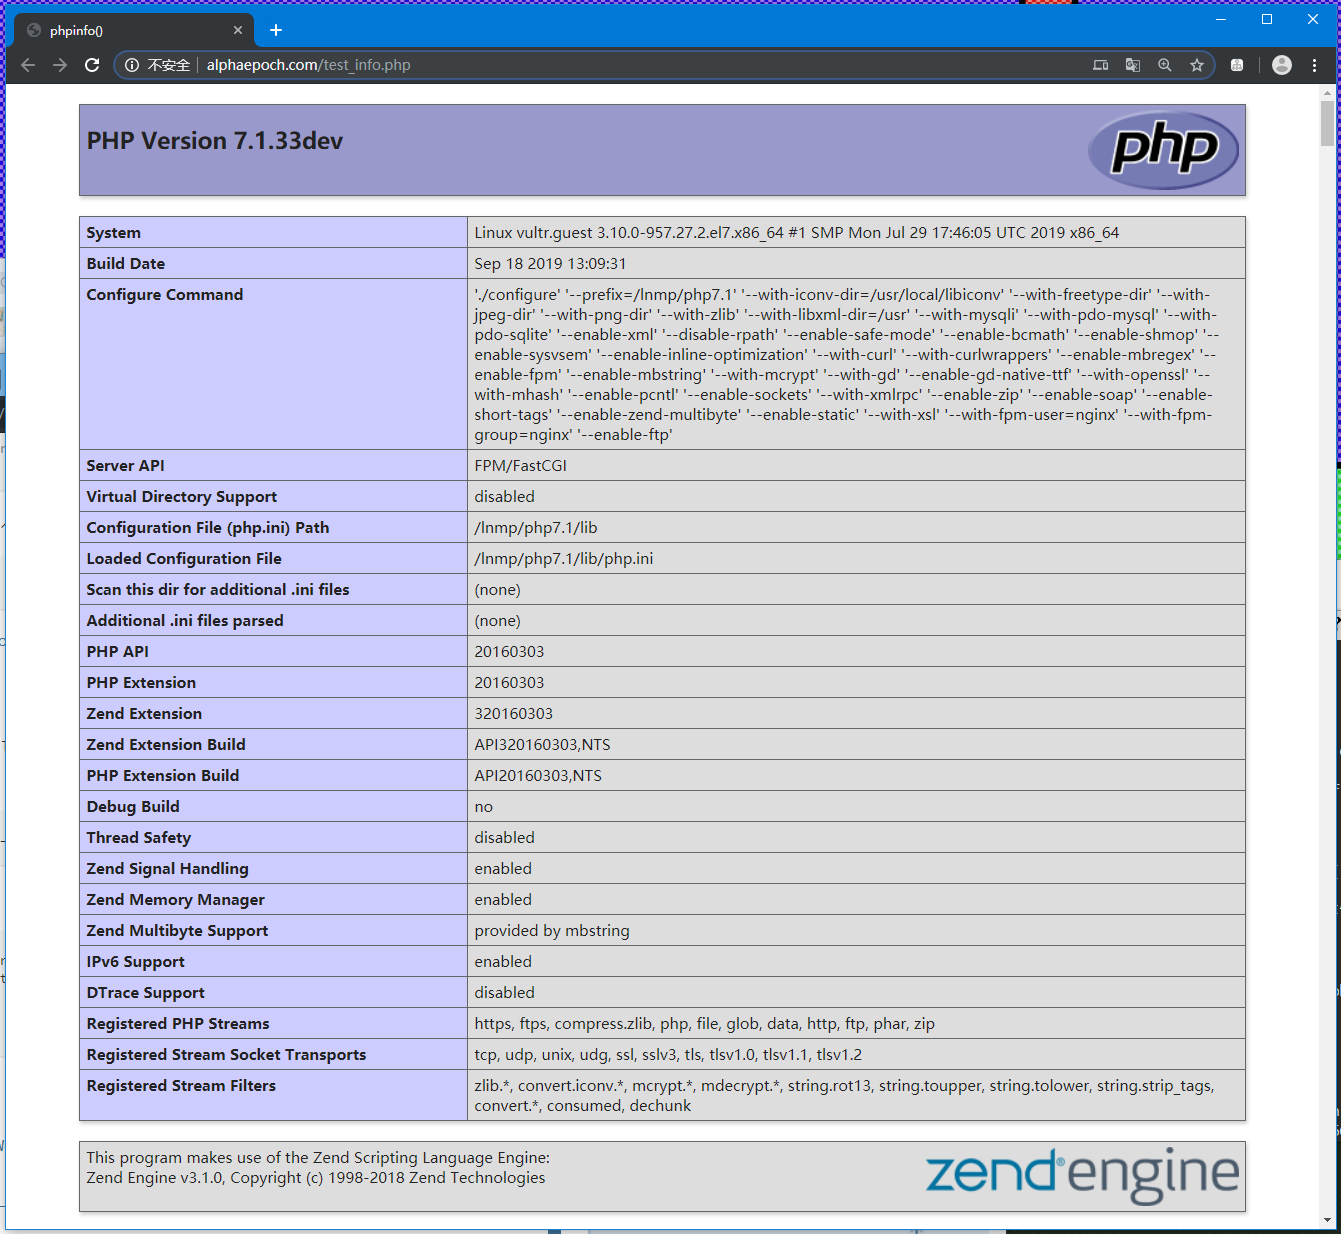 phpinfo()
不安全
alphaepoch.com/test_info.php
PHP Version 7.1.33dev
php
System Linux vultr.guest 3.10.0-957.27.2.el7.x86_64 #1 SMP Mon Jul 29 17:46:05 UTC 2019 x86_64
Build Date Sep 18 2019 13:09:31
Configure Command './configure' '--prefix=/lnmp/php7.1' '--with-iconv-dir=/usr/local/libiconv' '--with-freetype-dir' '--with-
jpeg-dir' '--with-png-dir' '--with-zlib' '--with-libxml-dir=/usr' '--with-mysqli' '--with-pdo-mysql' '--with-
pdo-sqlite' '--enable-xml' '--disable-rpath' '--enable-safe-mode' '--enable-bcmath' '--enable-shmop' '--
enable-sysvsem' '--enable-inline-optimization' '--with-curl' '--with-curlwrappers' '--enable-mbregex' '--
enable-fpm' '--enable-mbstring' '--with-mcrypt' '--with-gd' '--enable-gd-native-ttf' '--with-openssl' '--
with-mhash' '--enable-pcntl' '--enable-sockets' '--with-xmlrpc' '--enable-zip' '--enable-soap' '--enable-
short-tags' '--enable-zend-multibyte' '--enable-static' '--with-xsl' '--with-fpm-user=nginx' '--with-fpm-
group=nginx' '--enable-ftp'
Server API FPM/FastCGI
Virtual Directory Support disabled
Configuration File (php.ini) Path /lnmp/php7.1/lib
Loaded Configuration File /lnmp/php7.1/lib/php.ini
Scan this dir for additional .ini files (none)
Additional .ini files parsed (none)
PHP API 20160303
PHP Extension 20160303
Zend Extension 320160303
Zend Extension Build API320160303,NTS
PHP Extension Build API20160303,NTS
Debug Build no
Thread Safety disabled
Zend Signal Handling enabled
Zend Memory Manager enabled
Zend Multibyte Support provided by mbstring
IPv6 Support enabled
DTrace Support disabled
Registered PHP Streams https, ftps, compress.zlib, php, file, glob, data, http, ftp, phar, zip
Registered Stream Socket Transports tcp, udp, unix, udg, ssl, sslv3, tls, tlsv1.0, tlsv1.1, tlsv1.2
Registered Stream Filters zlib.*, convert.iconv.*, mcrypt.*, mdecrypt.*, string.rot13, string.toupper, string.tolower, string.strip_tags,
convert.*, consumed, dechunk
This program makes use of the Zend Scripting Language Engine:
Zend Engine v3.1.0, Copyright (c) 1998-2018 Zend Technologies
zend® engine